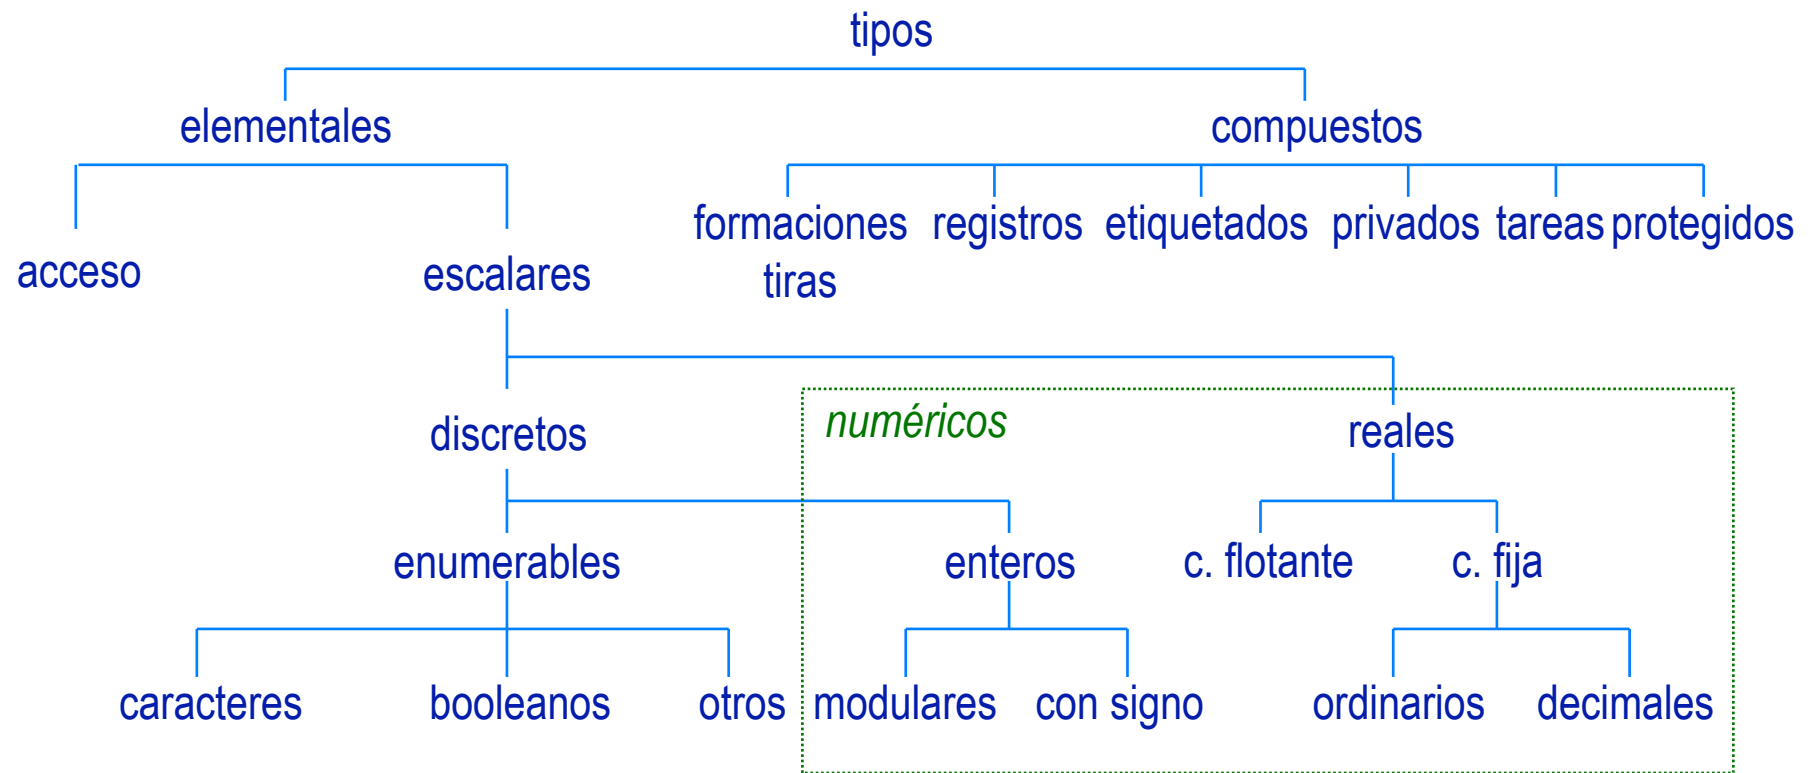 tipos
elementales compuestos
formaciones registros etiquetados privados tareas protegidos
acceso escalares tiras
discretos numéricos reales
enumerables enteros c. flotante c. fija
caracteres booleanos otros modulares con signo ordinarios decimales